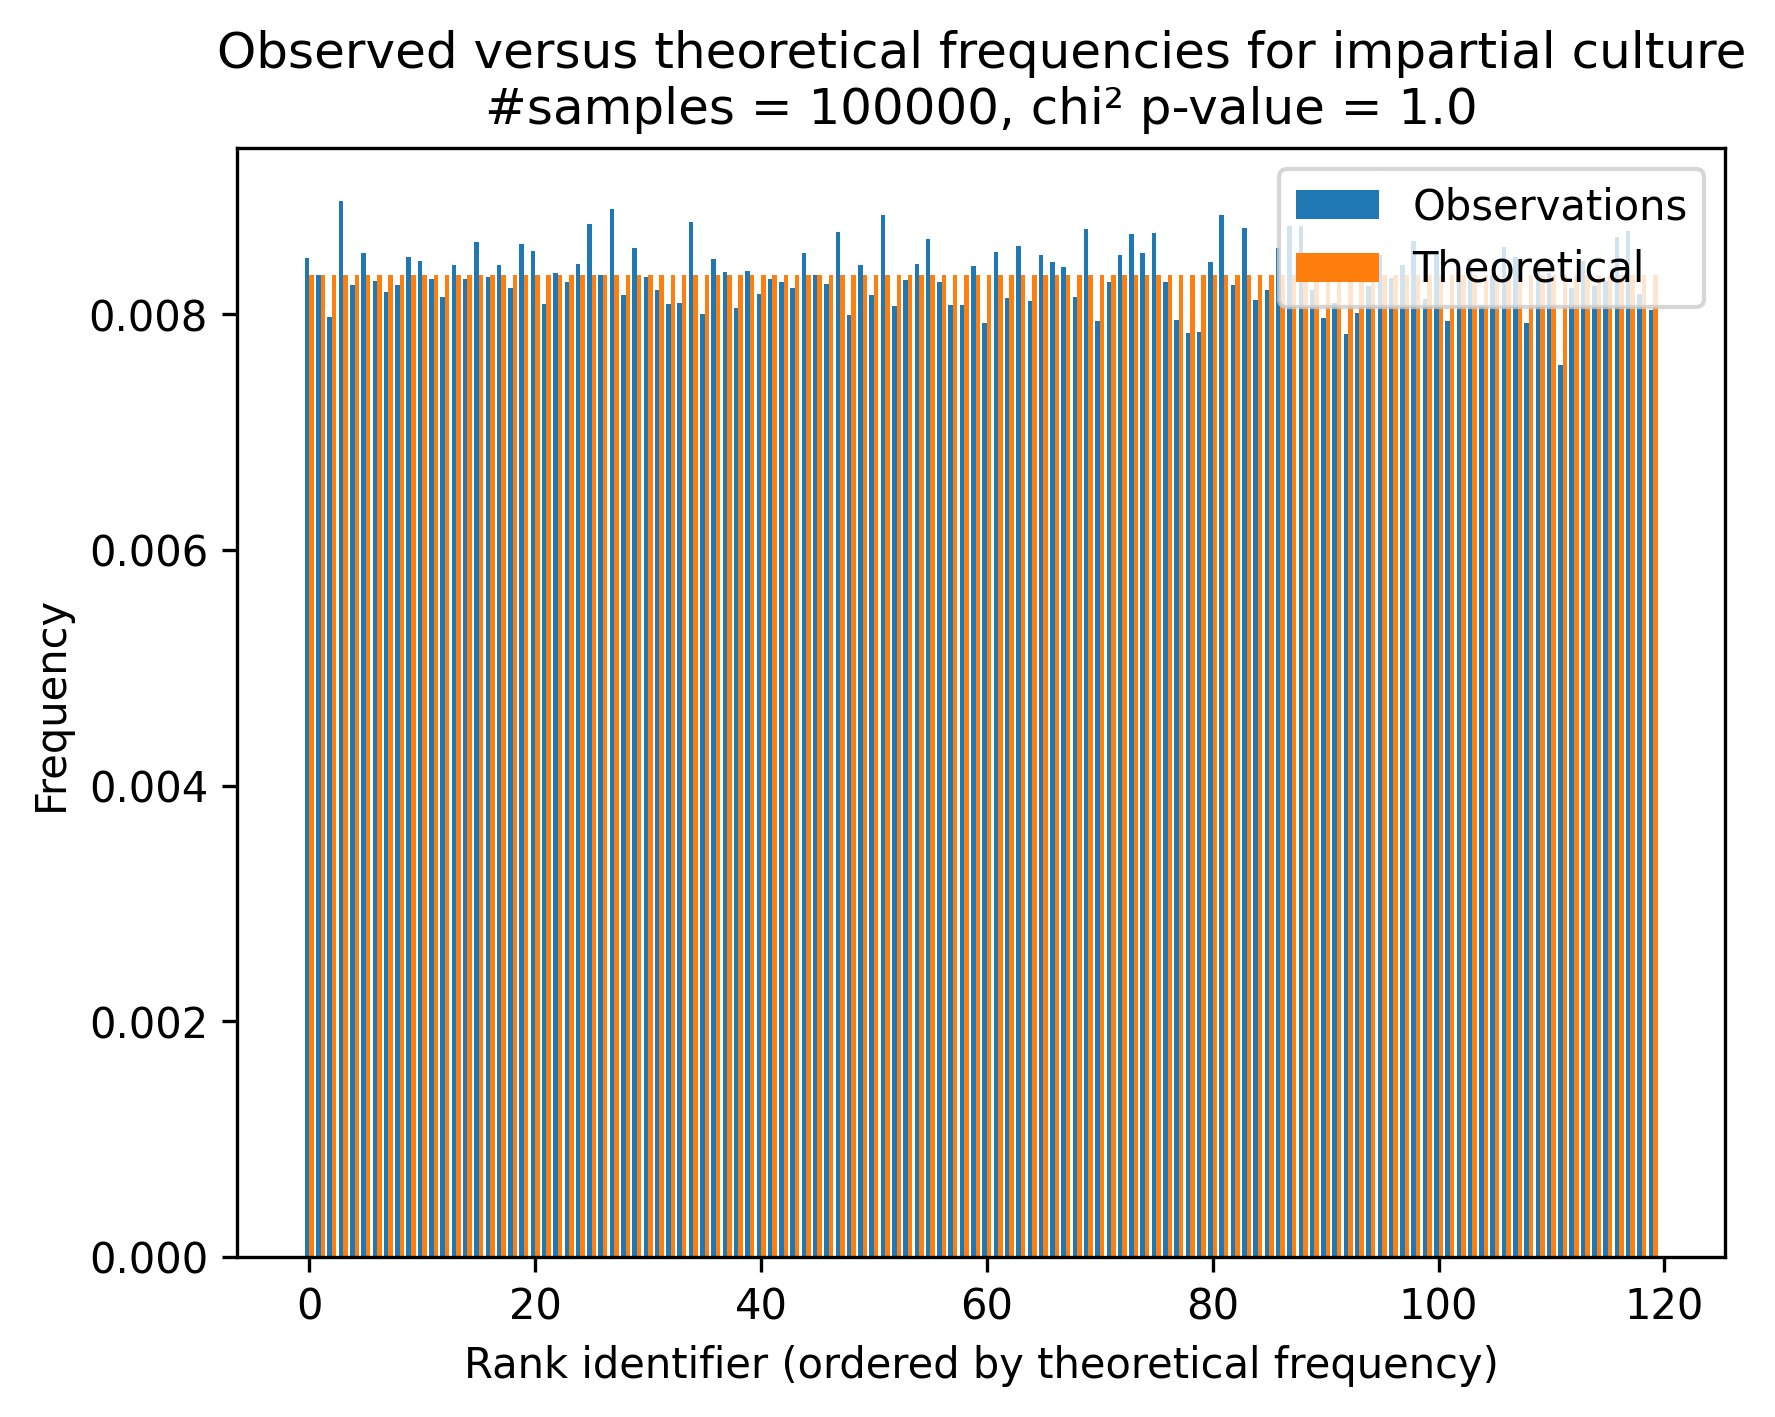 Observed versus theoretical frequencies for impartial culture
#samples = 100000, chi² p-value = 1.0
Observations
Theoretical
0.008
0.006
0.004
0.002
0.000
Frequency
0 20 40 60 80 100 120
Rank identifier (ordered by theoretical frequency)